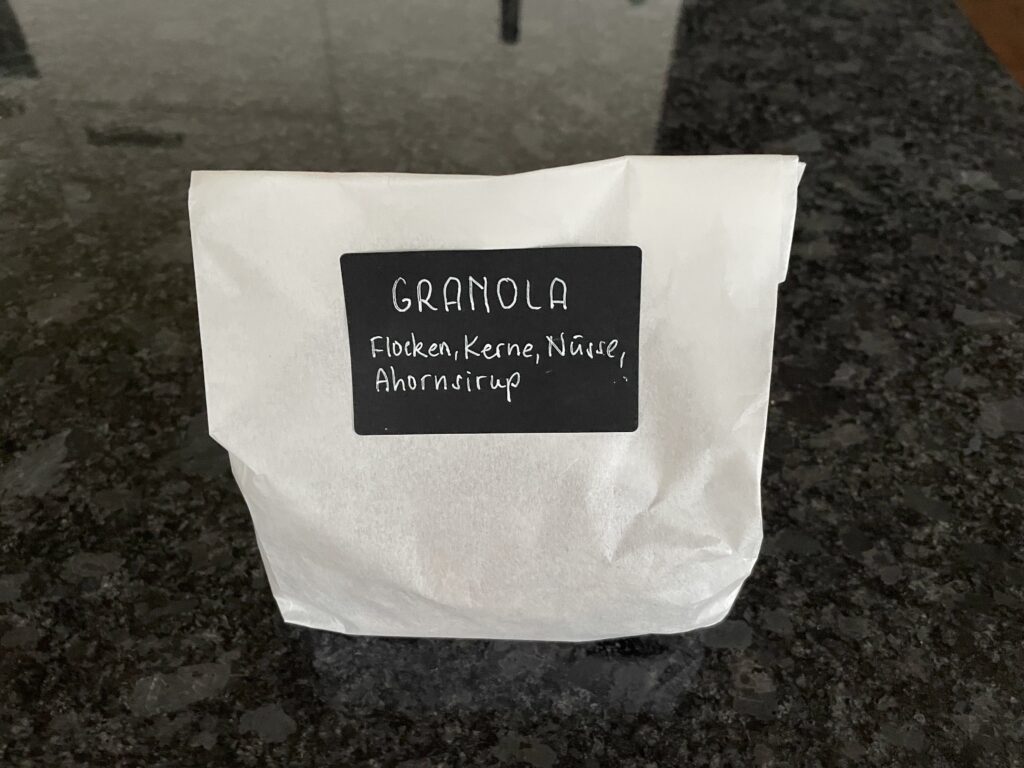 GRANOLA
Flocken, Kerne, Nüsse,
Ahornsirup